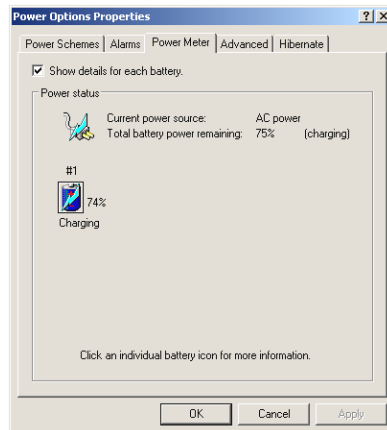 Power Options Properties
Power Schemes Alarms Power Meter Advanced Hibernate
Show details for each battery.
Power status
Current power source: AC power
Total battery power remaining: 75% (charging)
#1
74%
Charging
Click an individual battery icon for more information.
OK Cancel Apply